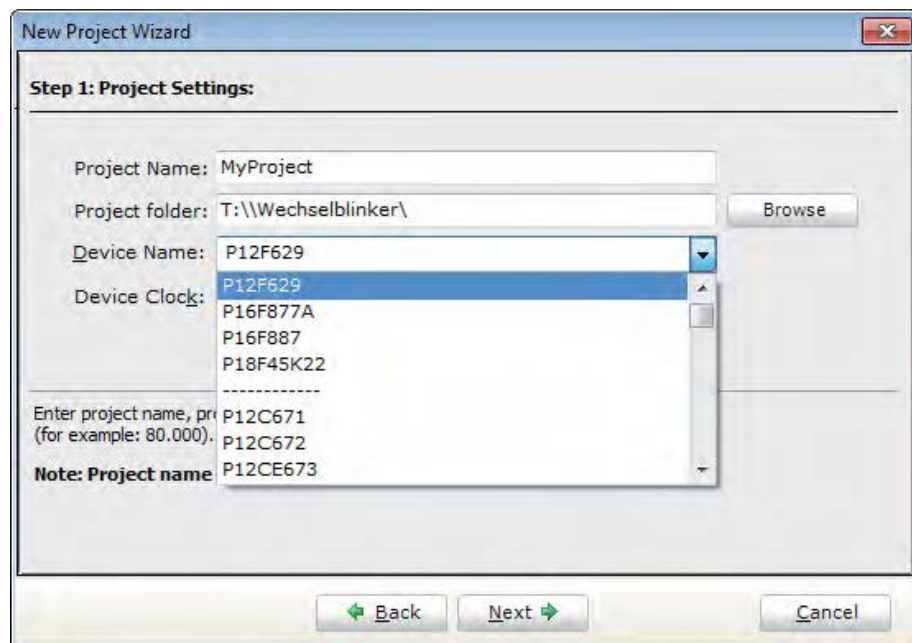 New Project Wizard
Step 1: Project Settings:
Project Name: MyProject
Project folder: T:\\Wechselblinker\ Browse
Device Name: P12F629
Device Clock:
P12F629
P16F877A
P16F887
P18F45K22
------------
P12C671
P12C672
P12CE673
Enter project name, pr
(for example: 80.000).
Note: Project name
Back Next Cancel